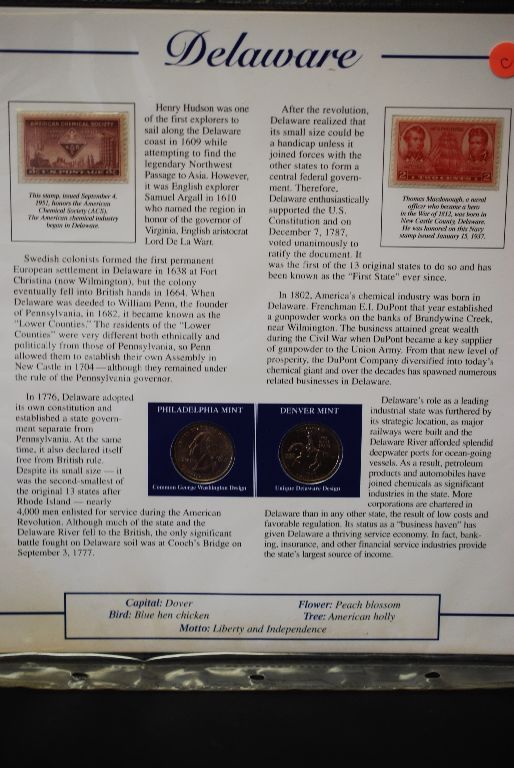 Delaware
C
AMERICAN CHEMICAL SOCIETY
U.S. POSTAGE
This stamp, issued September 4,
1951, honors the American
Chemical Society (ACS).
The American chemical industry
began in Delaware.
Henry Hudson was one
of the first explorers to
sail along the Delaware
coast in 1609 while
attempting to find the
legendary Northwest
Passage to Asia. However,
it was English explorer
Samuel Argall in 1610
who named the region in
honor of the governor of
Virginia, English aristocrat
Lord De La Warr.
Swedish colonists formed the first permanent
European settlement in Delaware in 1638 at Fort
Christina (now Wilmington), but the colony
eventually fell into British hands in 1664. When
Delaware was deeded to William Penn, the founder
of Pennsylvania, in 1682, it became known as the
"Lower Counties." The residents of the "Lower
Counties" were very different both ethnically and
politically from those of Pennsylvania, so Penn
allowed them to establish their own Assembly in
New Castle in 1704—although they remained under
the rule of the Pennsylvania governor.
In 1776, Delaware adopted
its own constitution and
established a state govern-
ment separate from
Pennsylvania. At the same
time, it also declared itself
free from British rule.
Despite its small size — it
was the second-smallest of
the original 13 states after
Rhode Island — nearly
4,000 men enlisted for service during the American
Revolution. Although much of the state and the
Delaware River fell to the British, the only significant
battle fought on Delaware soil was at Cooch's Bridge on
September 3, 1777.
PHILADELPHIA MINT
Common George Washington Design
DENVER MINT
Unique Delaware Design
After the revolution,
Delaware realized that
its small size could be
a handicap unless it
joined forces with the
other states to form a
central federal govern-
ment. Therefore,
Delaware enthusiastically
supported the U.S.
Constitution and on
December 7, 1787,
voted unanimously to
ratify the document. It
was the first of the 13 original states to do so and has
been known as the "First State" ever since.
2 TWO CENTS 2
Thomas Macdonough, a naval
officer who became a hero
in the War of 1812, was born in
New Castle County, Delaware.
He was honored on this Navy
stamp issued January 15, 1937.
In 1802, America's chemical industry was born in
Delaware. Frenchman E.I. DuPont that year established
a gunpowder works on the banks of Brandywine Creek,
near Wilmington. The business attained great wealth
during the Civil War when DuPont became a key supplier
of gunpowder to the Union Army. From that new level of
prosperity, the DuPont Company diversified into today's
chemical giant and over the decades has spawned numerous
related businesses in Delaware.
Delaware's role as a leading
industrial state was furthered by
its strategic location, as major
railways were built and the
Delaware River afforded splendid
deepwater ports for ocean-going
vessels. As a result, petroleum
products and automobiles have
joined chemicals as significant
industries in the state. More
corporations are chartered in
Delaware than in any other state, the result of low costs and
favorable regulation. Its status as a "business haven" has
given Delaware a thriving service economy. In fact, bank-
ing, insurance, and other financial service industries provide
the state's largest source of income.
Capital: Dover
Flower: Peach blossom
Bird: Blue hen chicken
Tree: American holly
Motto: Liberty and Independence